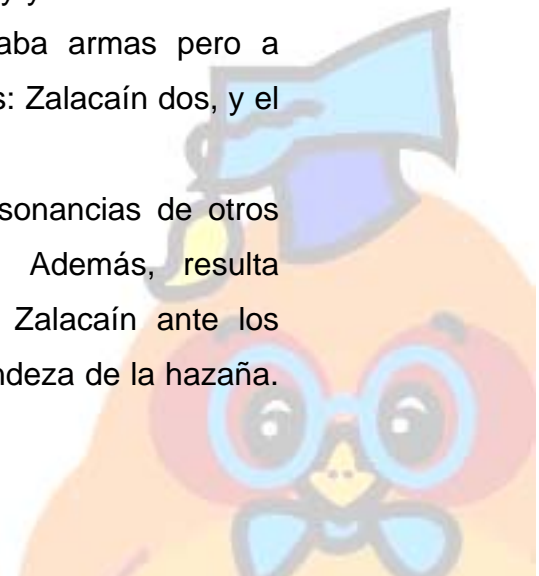 aba armas pero a
s: Zalacaín dos, y el
sonancias de otros
Además, resulta
Zalacaín ante los
ndeza de la hazaña.